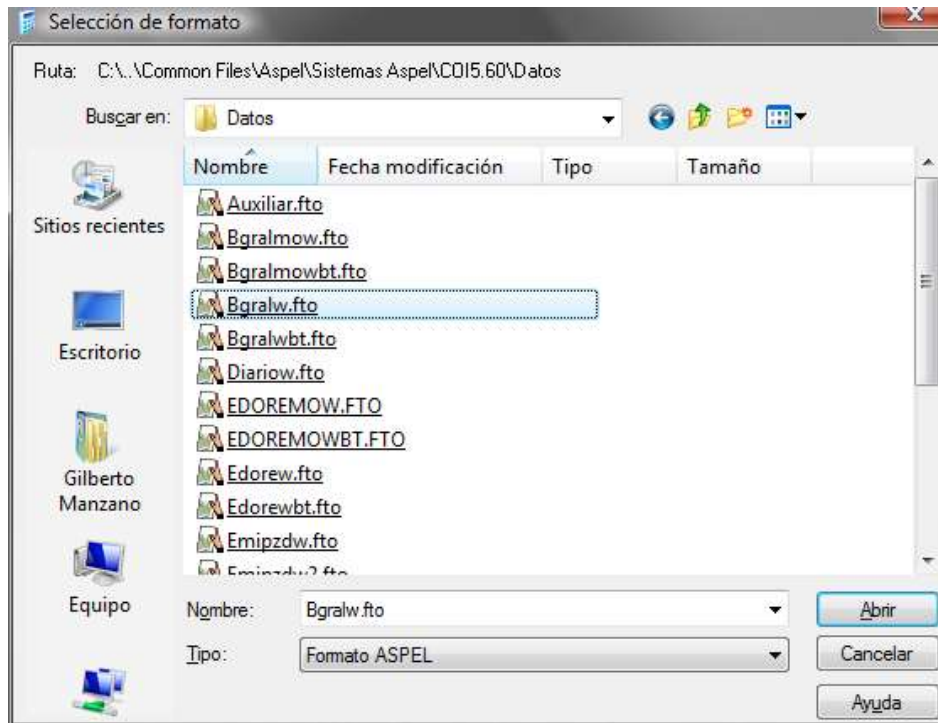 Selección de formato
X
Ruta: C:\..\Common Files\Aspel\Sistemas Aspel\COI5.60\Datos
Buscar en: Datos
Nombre Fecha modificación Tipo Tamaño
Auxiliar.fto
Bgralmow.fto
Sitios recientes
Bgralmowbt.fto
Bgralw.fto
Bgralwbt.fto
Escritorio
Diariow.fto
EDOREMOW.FTO
EDOREMOWBT.FTO
Edorew.fto
Gilberto
Manzano
Edorewbt.fto
Emipzdw.fto
Emipzdw2.fto
Equipo
Nombre: Bgralw.fto Abrir
Tipo: Formato ASPEL Cancelar
Ayuda